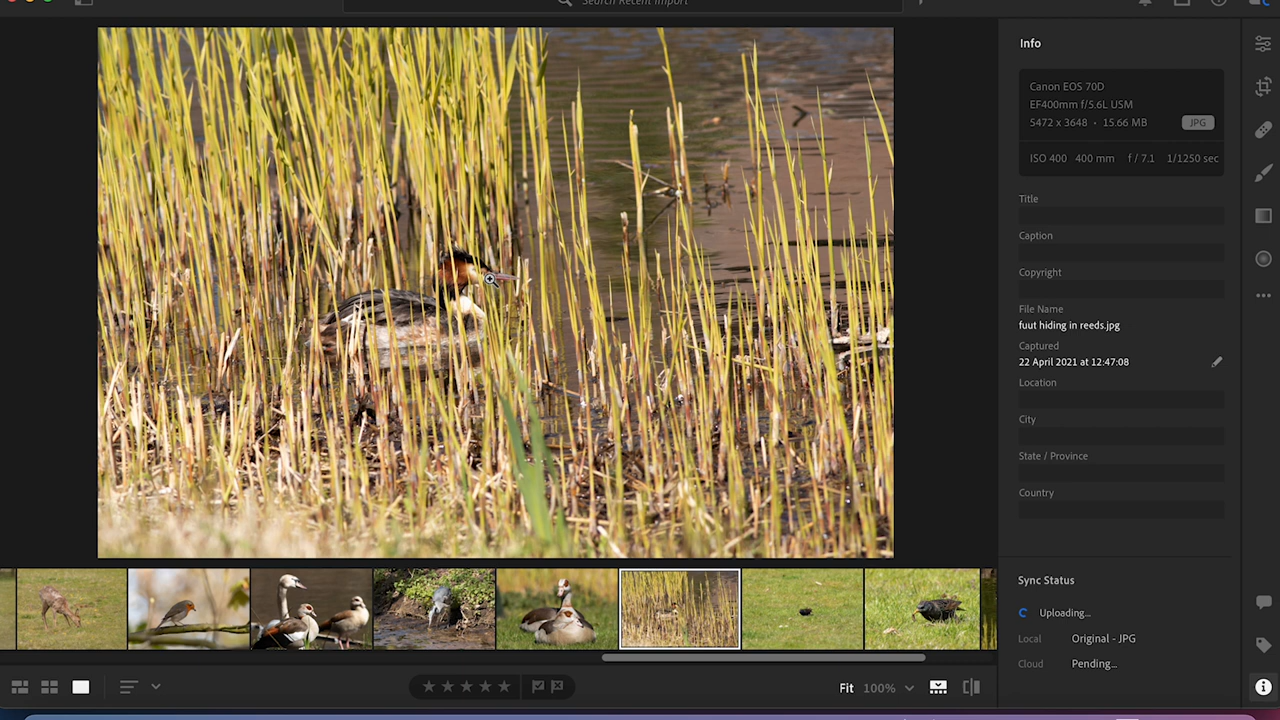 Search Recent Import
Info
Canon EOS 70D
EF400mm f/5.6L USM
5472 x 3648 • 15.66 MB
JPG
ISO 400 400 mm f / 7.1 1/1250 sec
Title
Caption
Copyright
File Name
fuut hiding in reeds.jpg
Captured
22 April 2021 at 12:47:08
Location
City
State / Province
Country
Sync Status
Uploading...
Local Original - JPG
Cloud Pending...
Fit 100%